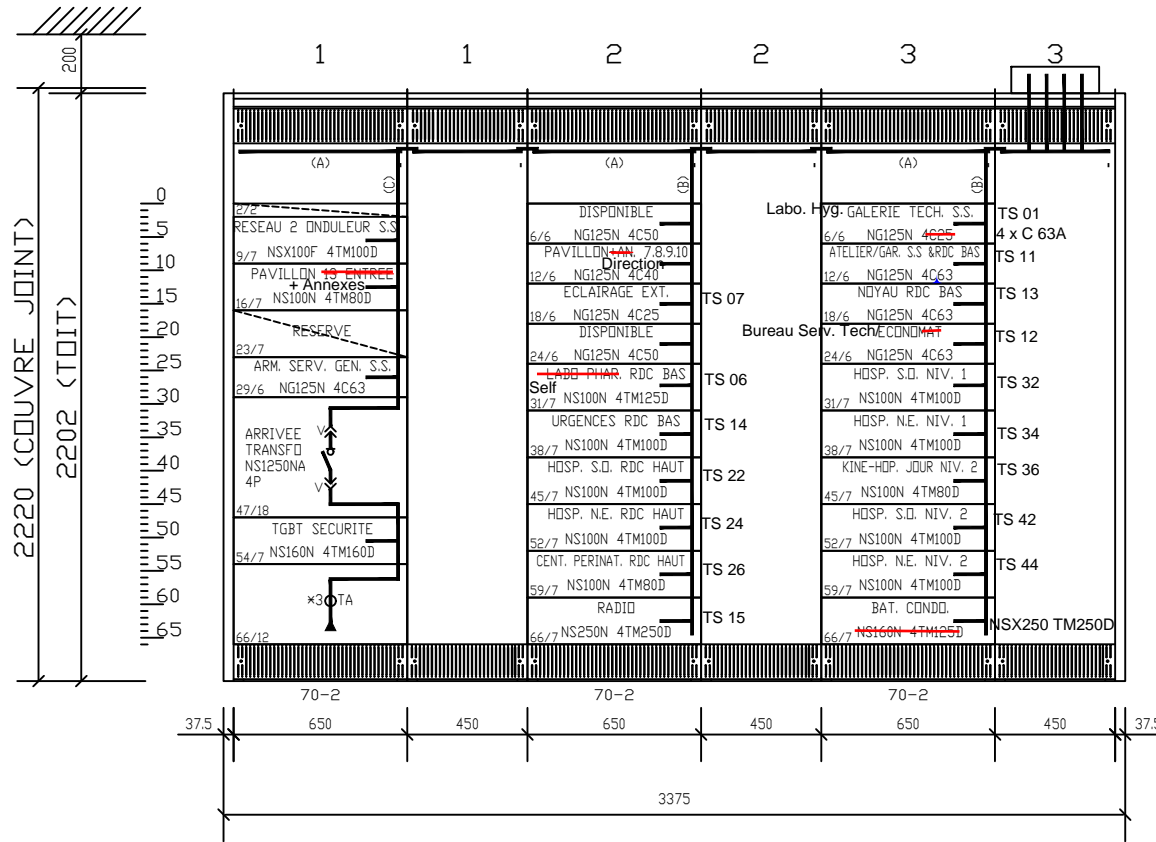 1 1 2 2 3 3
200
2220 (COUVRE JOINT)
2202 (TOIT)
0
5
10
15
20
25
30
35
40
45
50
55
60
65
(A)
(C)
2/2
RESEAU 2 ONDULEUR S.S
9/7 NSX100F 4TM100D
PAVILLON 13 ENTREE
+ Annexes
16/7 NS100N 4TM80D
RESERVE
23/7
ARM. SERV. GEN. S.S.
29/6 NG125N 4C63
ARRIVEE
TRANSFO
NS1250NA
4P
V
V
47/18
TGBT SECURITE
54/7 NS160N 4TM160D
×3 TA
66/12
(A)
(B)
DISPONIBLE
6/6 NG125N 4C50
PAVILLON LAN. 7.8.9.10
Direction
12/6 NG125N 4C40
ECLAIRAGE EXT. TS 07
18/6 NG125N 4C25
DISPONIBLE
24/6 NG125N 4C50
LABO PHAR. RDC BAS TS 06
Self
31/7 NS100N 4TM125D
URGENCES RDC BAS TS 14
38/7 NS100N 4TM100D
HOSP. S.O. RDC HAUT TS 22
45/7 NS100N 4TM100D
HOSP. N.E. RDC HAUT TS 24
52/7 NS100N 4TM100D
CENT. PERINAT. RDC HAUT TS 26
59/7 NS100N 4TM80D
RADIO TS 15
66/7 NS250N 4TM250D
(A)
(B)
Labo. Hyg. GALERIE TECH. S.S. TS 01
6/6 NG125N 4C25 4 x C 63A
ATELIER/GAR. S.S &RDC BAS TS 11
12/6 NG125N 4C63
NOYAU RDC BAS TS 13
18/6 NG125N 4C63
Bureau Serv. Tech/ECONOMAT TS 12
24/6 NG125N 4C63
HOSP. S.O. NIV. 1 TS 32
31/7 NS100N 4TM100D
HOSP. N.E. NIV. 1 TS 34
38/7 NS100N 4TM100D
KINE-HOP. JOUR NIV. 2 TS 36
45/7 NS100N 4TM80D
HOSP. S.O. NIV. 2 TS 42
52/7 NS100N 4TM100D
HOSP. N.E. NIV. 2 TS 44
59/7 NS100N 4TM100D
BAT. CONDO. NSX250 TM250D
66/7 NS160N 4TM125D
70-2 70-2 70-2
37.5 650 450 650 450 650 450 37.5
3375